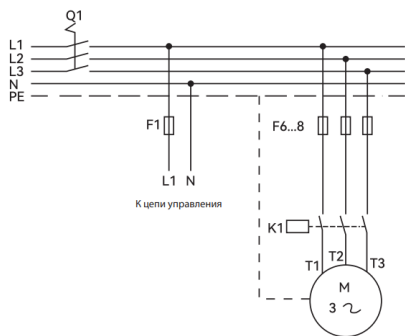 Q1
L1
L2
L3
N
PE
F1
F6...8
L1 N
К цепи управления
K1
T1 T2 T3
M
3